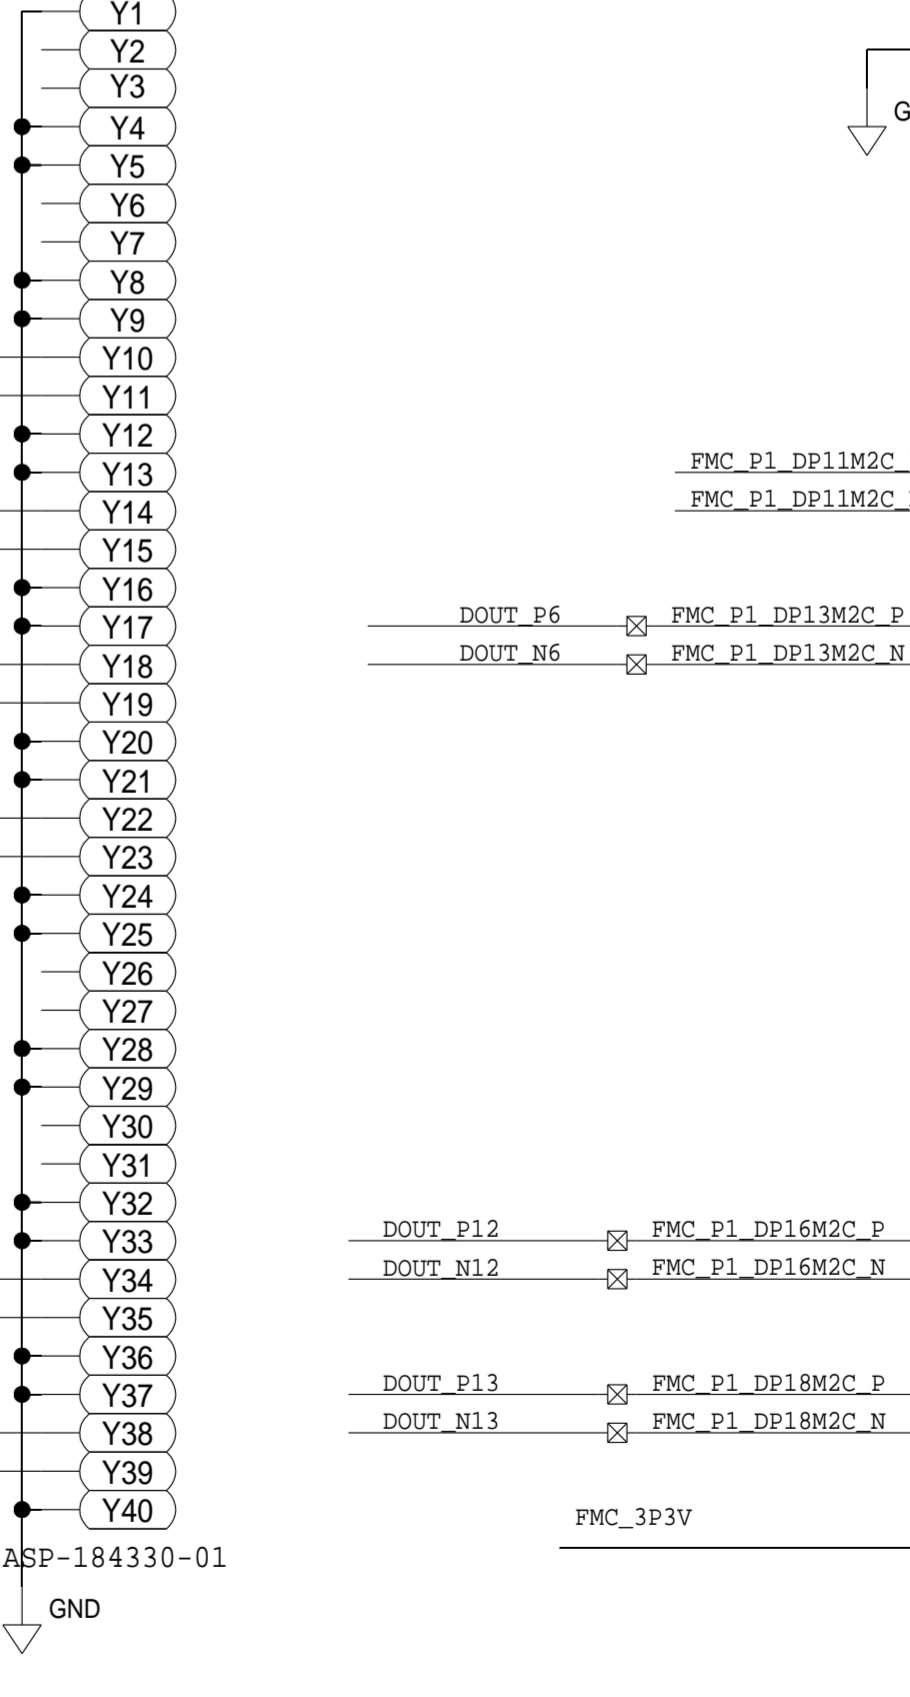 Y1
Y2
Y3
Y4
Y5
Y6
Y7
Y8
Y9
Y10
Y11
Y12
Y13
Y14
Y15
Y16
Y17
Y18
Y19
Y20
Y21
Y22
Y23
Y24
Y25
Y26
Y27
Y28
Y29
Y30
Y31
Y32
Y33
Y34
Y35
Y36
Y37
Y38
Y39
Y40
ASP-184330-01
GND
G
FMC_P1_DP11M2C_
FMC_P1_DP11M2C_
DOUT_P6 FMC_P1_DP13M2C_P
DOUT_N6 FMC_P1_DP13M2C_N
DOUT_P12 FMC_P1_DP16M2C_P
DOUT_N12 FMC_P1_DP16M2C_N
DOUT_P13 FMC_P1_DP18M2C_P
DOUT_N13 FMC_P1_DP18M2C_N
FMC_3P3V